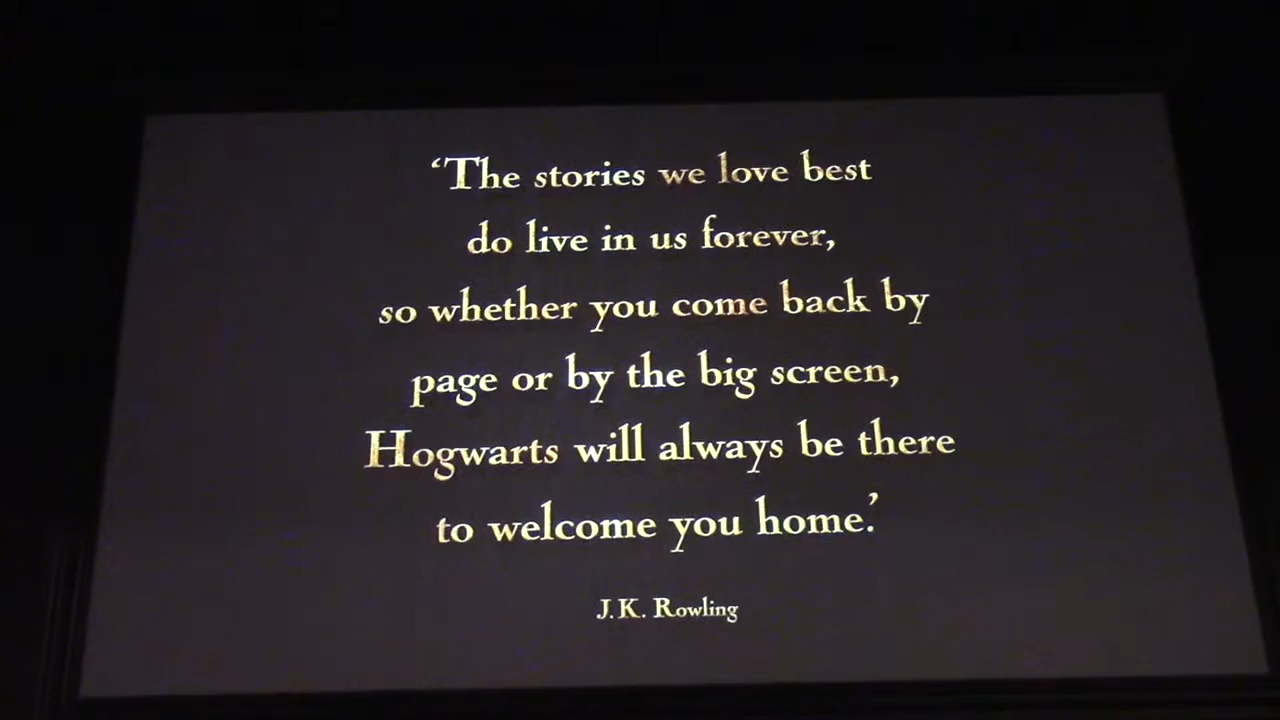 ‘The stories we love best
do live in us forever,
so whether you come back by
page or by the big screen,
Hogwarts will always be there
to welcome you home.’
J.K. Rowling